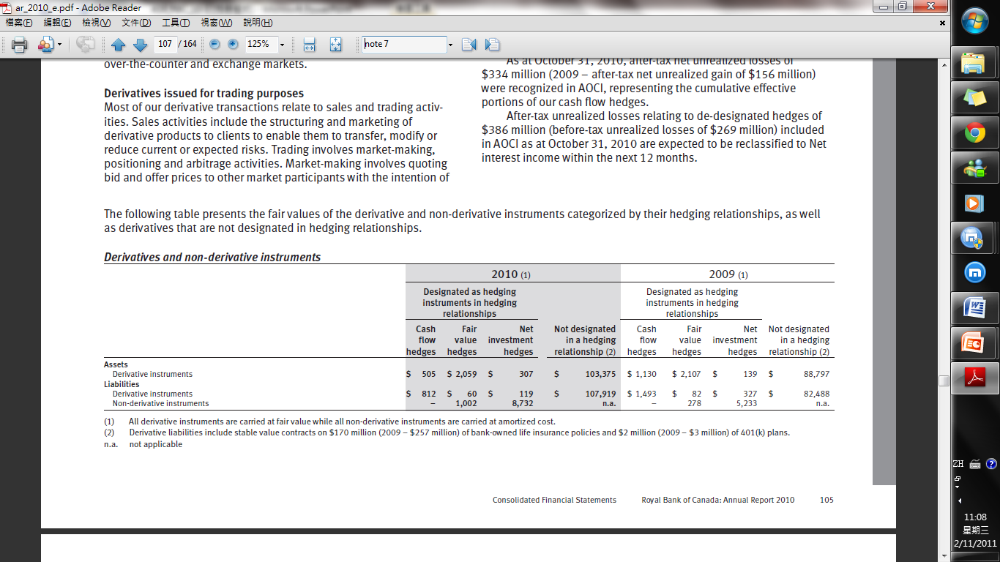 ar_2010_e.pdf - Adobe Reader
檔案(F) 編輯(E) 檢視(V) 文件(D) 工具(T) 視窗(W) 說明(H)
107 / 164 125% note 7
over-the-counter and exchange markets.
Derivatives issued for trading purposes
Most of our derivative transactions relate to sales and trading activ-
ities. Sales activities include the structuring and marketing of
derivative products to clients to enable them to transfer, modify or
reduce current or expected risks. Trading involves market-making,
positioning and arbitrage activities. Market-making involves quoting
bid and offer prices to other market participants with the intention of
As at October 31, 2010, after-tax net unrealized losses of
$334 million (2009 – after-tax net unrealized gain of $156 million)
were recognized in AOCI, representing the cumulative effective
portions of our cash flow hedges.
After-tax unrealized losses relating to de-designated hedges of
$386 million (before-tax unrealized losses of $269 million) included
in AOCI as at October 31, 2010 are expected to be reclassified to Net
interest income within the next 12 months.
The following table presents the fair values of the derivative and non-derivative instruments categorized by their hedging relationships, as well
as derivatives that are not designated in hedging relationships.
Derivatives and non-derivative instruments
2010 (1) 2009 (1)
Designated as hedging Designated as hedging
instruments in hedging instruments in hedging
relationships relationships
Cash Fair Net Not designated Cash Fair Net Not designated
flow value investment in a hedging flow value investment in a hedging
hedges hedges hedges relationship (2) hedges hedges hedges relationship (2)
Assets
Derivative instruments $ 505 $ 2,059 $ 307 $ 103,375 $ 1,130 $ 2,107 $ 139 $ 88,797
Liabilities
Derivative instruments $ 812 $ 60 $ 119 $ 107,919 $ 1,493 $ 82 $ 327 $ 82,488
Non-derivative instruments – 1,002 8,732 n.a. – 278 5,233 n.a.
(1) All derivative instruments are carried at fair value while all non-derivative instruments are carried at amortized cost.
(2) Derivative liabilities include stable value contracts on $170 million (2009 – $257 million) of bank-owned life insurance policies and $2 million (2009 – $3 million) of 401(k) plans.
n.a. not applicable
Consolidated Financial Statements Royal Bank of Canada: Annual Report 2010 105
ZH
11:08
星期三
2/11/2011